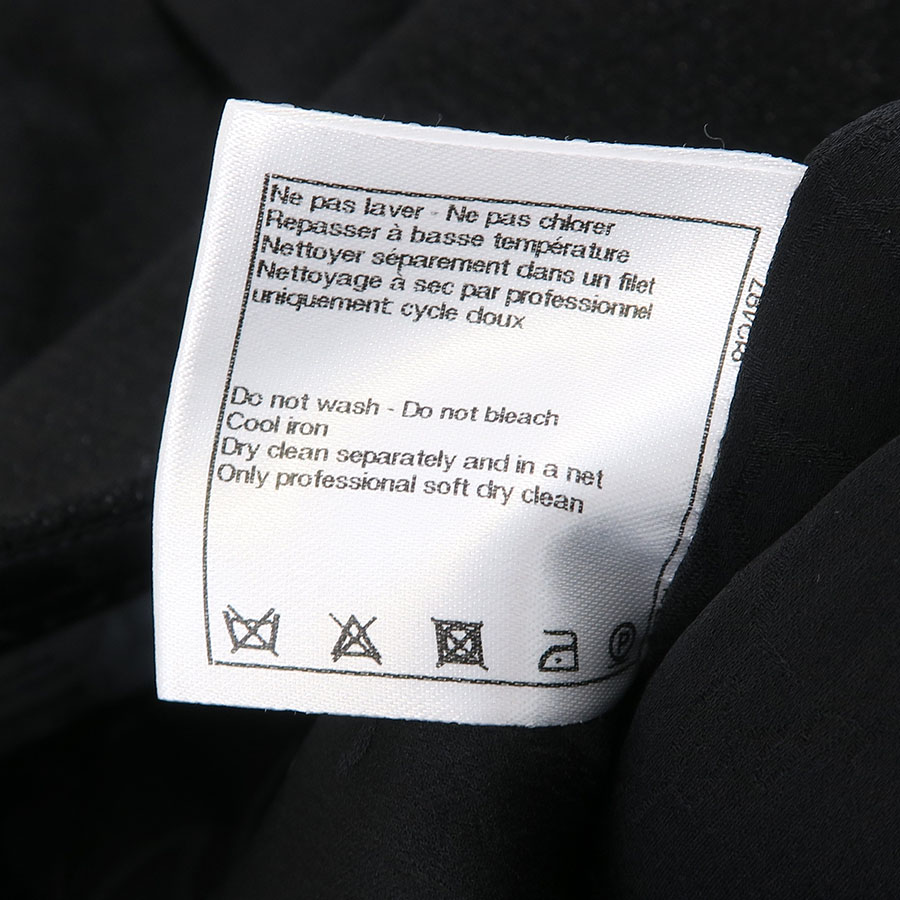 Ne pas laver - Ne pas chlorer
Repasser à basse température
Nettoyer séparement dans un filet
Nettoyage à sec par professionnel
uniquement: cycle doux
Do not wash - Do not bleach
Cool iron
Dry clean separately and in a net
Only professional soft dry clean
P